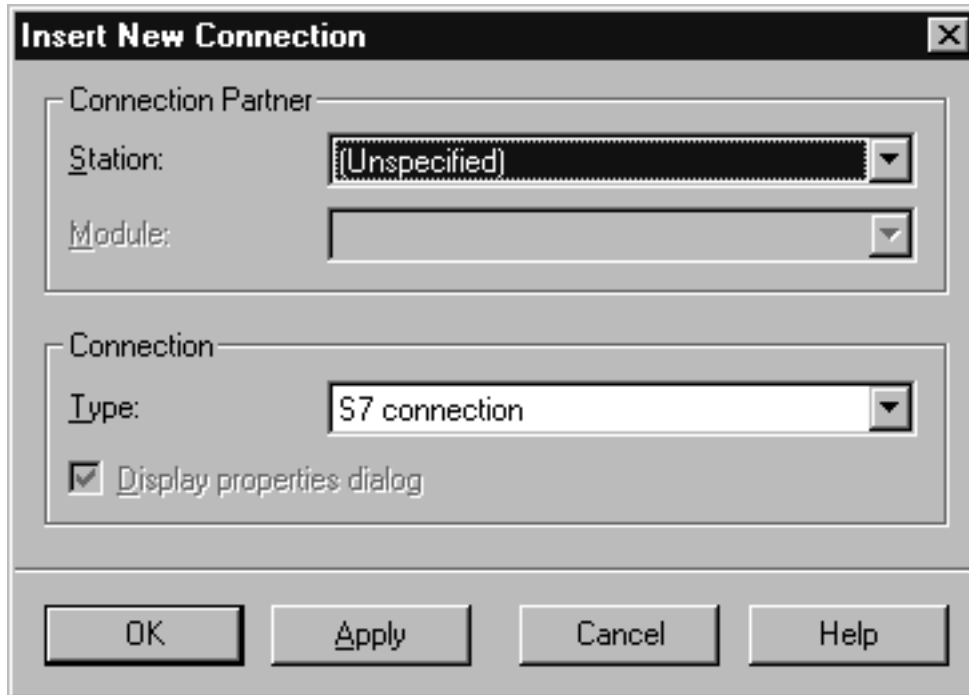 Insert New Connection
Connection Partner
Station: (Unspecified)
Module:
Connection
Type: S7 connection
Display properties dialog
OK Apply Cancel Help